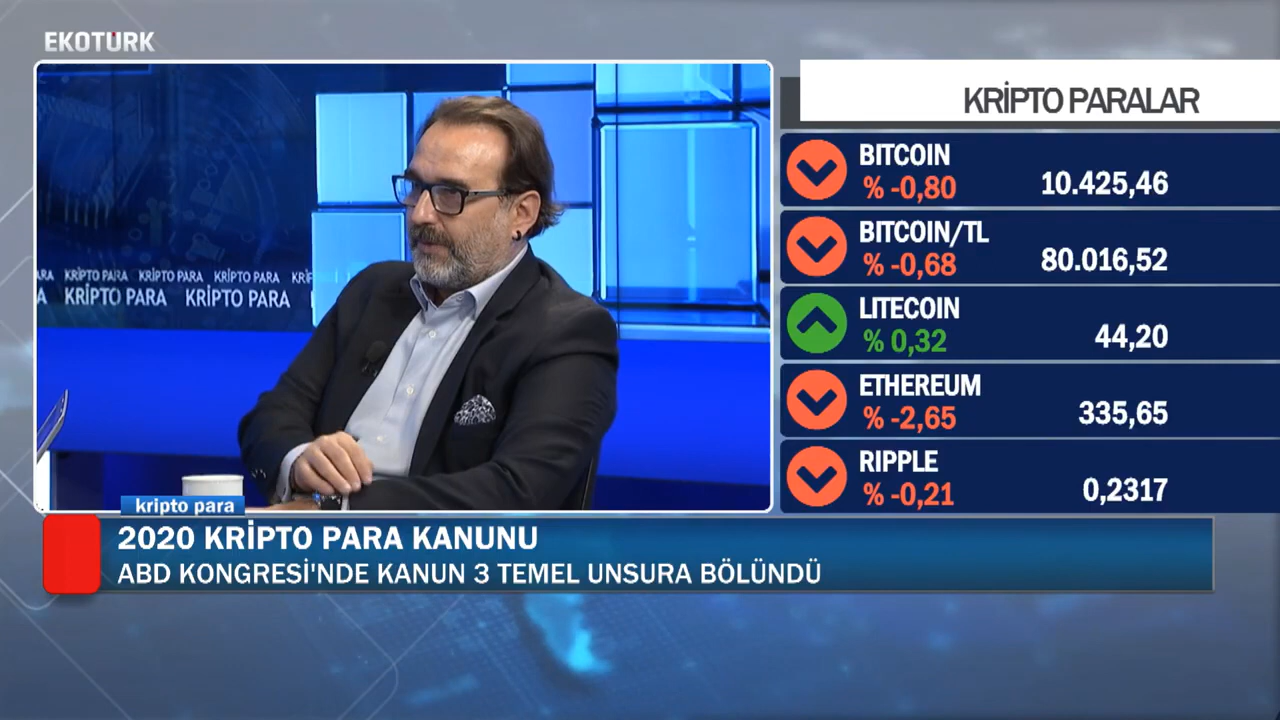 EKOTÜRK
KRİPTO PARALAR
BITCOIN
% -0,80
10.425,46
BITCOIN/TL
% -0,68
80.016,52
LITECOIN
% 0,32
44,20
ETHEREUM
% -2,65
335,65
RIPPLE
% -0,21
0,2317
KRİPTO PARA KRİPTO PARA KRİPTO PARA
KRİPTO PARA KRİPTO PARA
kripto para
2020 KRİPTO PARA KANUNU
ABD KONGRESİ'NDE KANUN 3 TEMEL UNSURA BÖLÜNDÜ